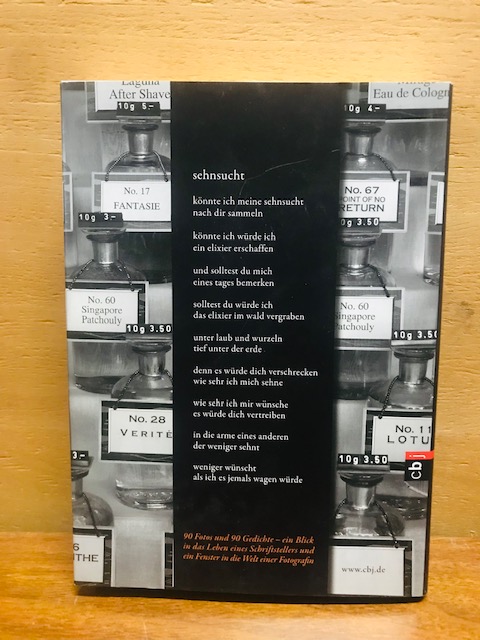 Laguna
After Shave
10g 5-
No. 17
FANTASIE
10g 3-
No. 60
Singapore
Patchouly
10g 3.50
No. 28
VERITÉ
3-
6
THE
sehnsucht
könnte ich meine sehnsucht
nach dir sammeln
könnte ich würde ich
ein elixier erschaffen
und solltest du mich
eines tages bemerken
solltest du würde ich
das elixier im wald vergraben
unter laub und wurzeln
tief unter der erde
denn es würde dich verschrecken
wie sehr ich mich sehne
wie sehr ich mir wünsche
es würde dich vertreiben
in die arme eines anderen
der weniger sehnt
weniger wünscht
als ich es jemals wagen würde
90 Fotos und 90 Gedichte – ein Blick
in das Leben eines Schriftstellers und
ein Fenster in die Welt einer Fotografin
Eau de Cologn
10g 4-
No. 67
POINT OF NO
RETURN
10g 3.50
No. 60
Singapore
Patchouly
10g 3.50
No. 11
LOTU
10g 3.50
cbj
www.cbj.de